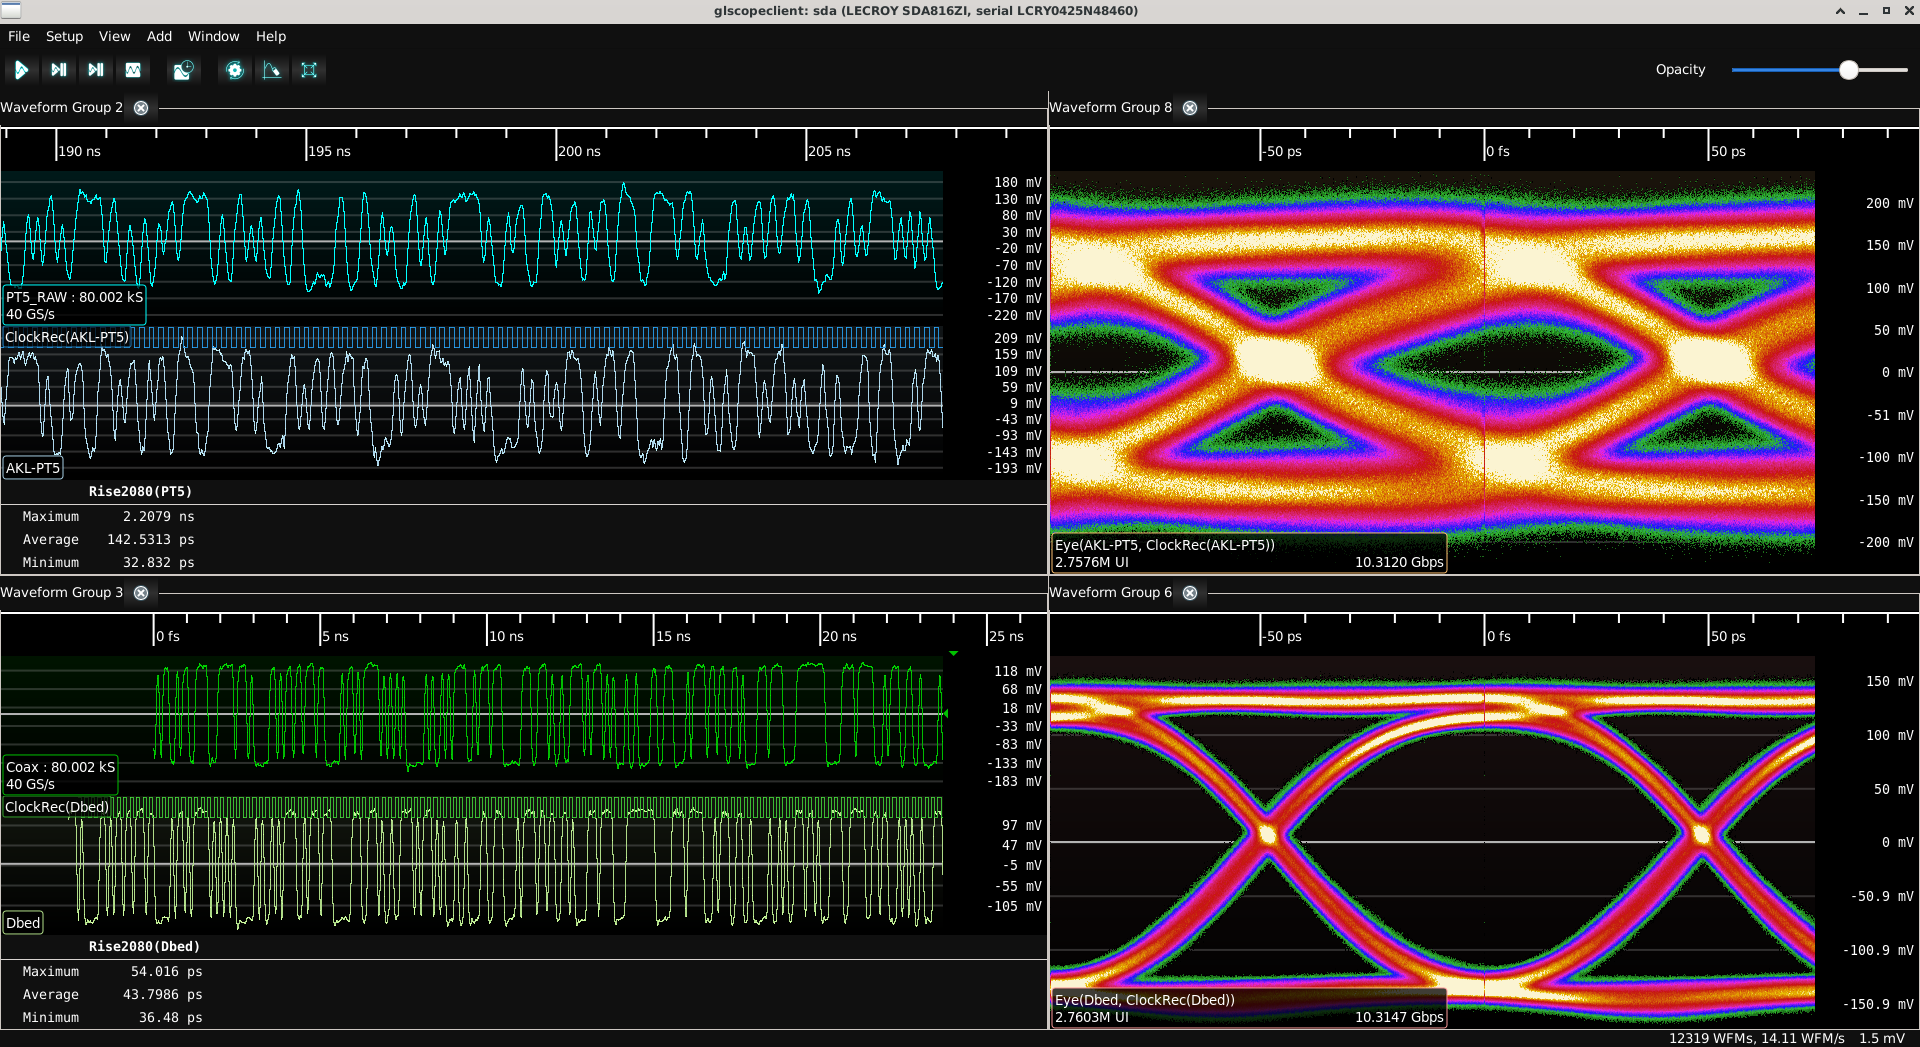 glscopeclient: sda (LECROY SDA816ZI, serial LCRY0425N48460)
File Setup View Add Window Help
Opacity
Waveform Group 2
190 ns 195 ns 200 ns 205 ns
180 mV
130 mV
80 mV
30 mV
-20 mV
-70 mV
-120 mV
-170 mV
-220 mV
PT5_RAW : 80.002 kS
40 GS/s
ClockRec(AKL-PT5)
209 mV
159 mV
109 mV
59 mV
9 mV
-43 mV
-93 mV
-143 mV
-193 mV
AKL-PT5
Rise2080(PT5)
Maximum 2.2079 ns
Average 142.5313 ps
Minimum 32.832 ps
Waveform Group 8
-50 ps 0 fs 50 ps
200 mV
150 mV
100 mV
50 mV
0 mV
-51 mV
-100 mV
-150 mV
-200 mV
Eye(AKL-PT5, ClockRec(AKL-PT5))
2.7576M UI 10.3120 Gbps
Waveform Group 3
0 fs 5 ns 10 ns 15 ns 20 ns 25 ns
118 mV
68 mV
18 mV
-33 mV
-83 mV
-133 mV
-183 mV
Coax : 80.002 kS
40 GS/s
ClockRec(Dbed)
97 mV
47 mV
-5 mV
-55 mV
-105 mV
Dbed
Rise2080(Dbed)
Maximum 54.016 ps
Average 43.7986 ps
Minimum 36.48 ps
Waveform Group 6
-50 ps 0 fs 50 ps
150 mV
100 mV
50 mV
0 mV
-50.9 mV
-100.9 mV
-150.9 mV
Eye(Dbed, ClockRec(Dbed))
2.7603M UI 10.3147 Gbps
12319 WFMs, 14.11 WFM/s 1.5 mV